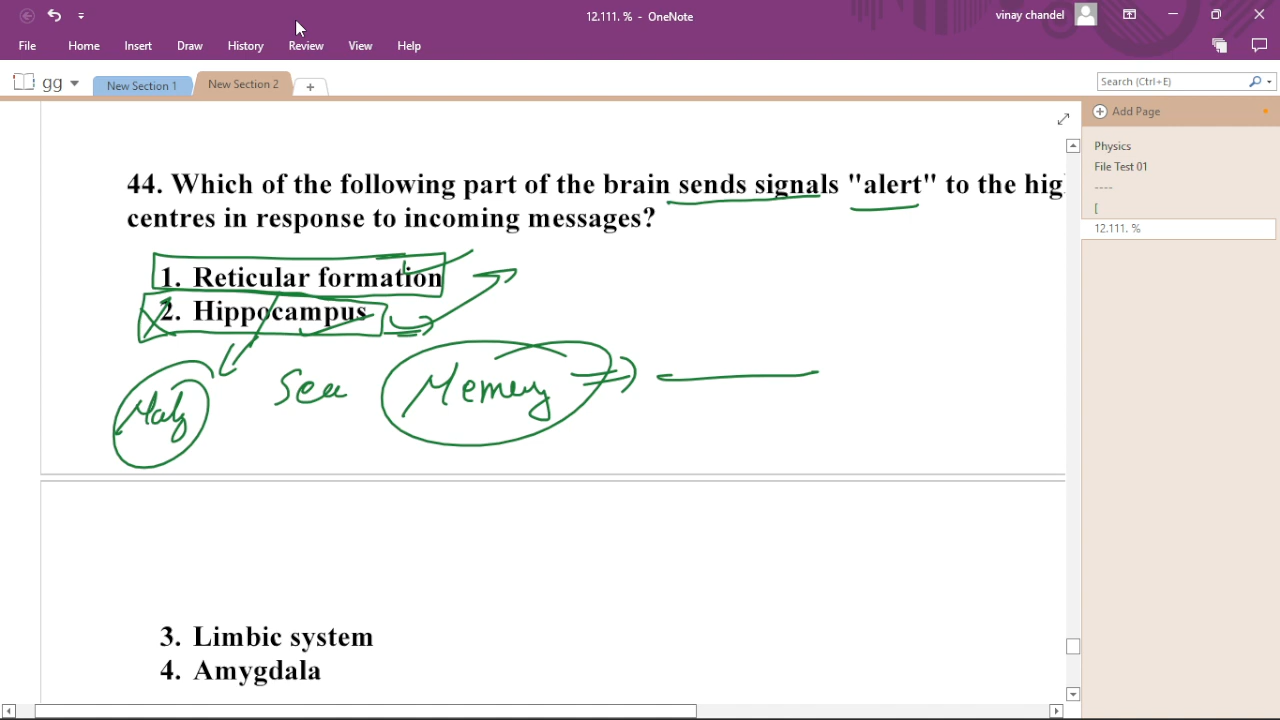 12.111. % - OneNote
vinay chandel
File Home Insert Draw History Review View Help
gg New Section 1 New Section 2 +
Search (Ctrl+E)
Add Page
Physics
File Test 01
----
[
12.111. %
44. Which of the following part of the brain sends signals "alert" to the hig
centres in response to incoming messages?
1. Reticular formation
2. Hippocampus
Memory
3. Limbic system
4. Amygdala